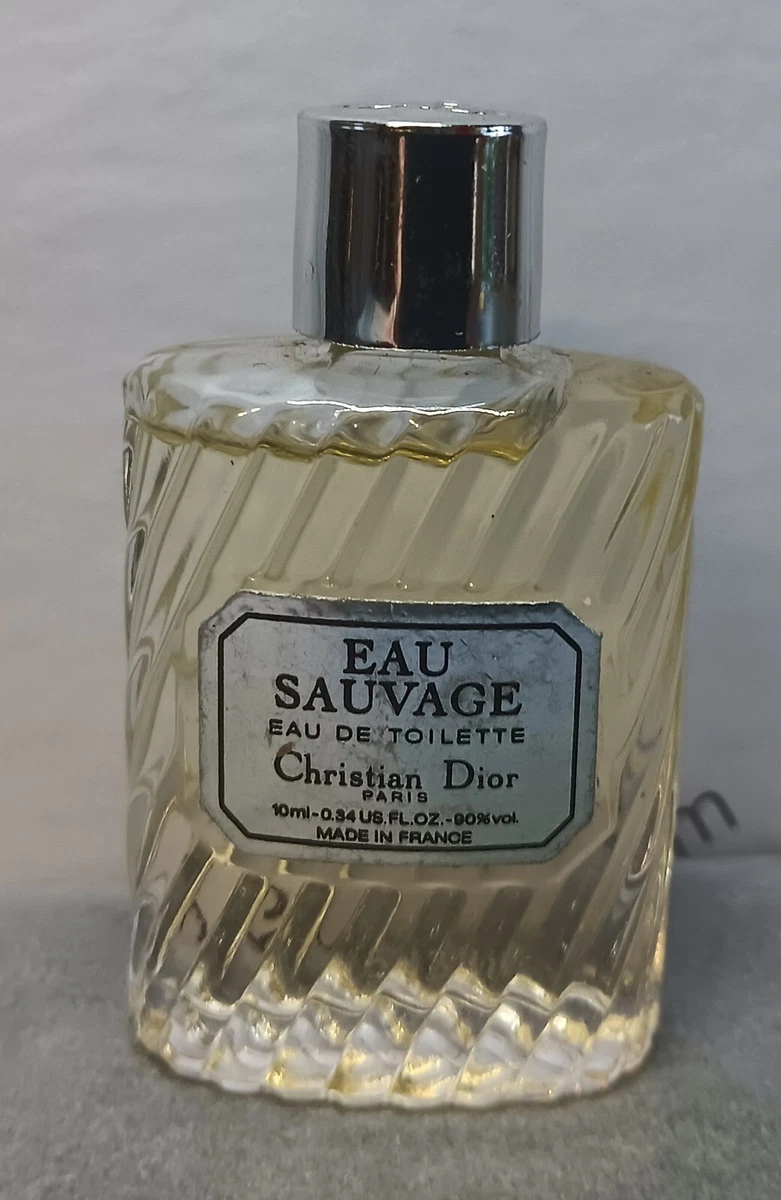 EAU
SAUVAGE
EAU DE TOILETTE
Christian Dior
PARIS
10ml-0.34 US.FL.OZ.-90%vol.
MADE IN FRANCE